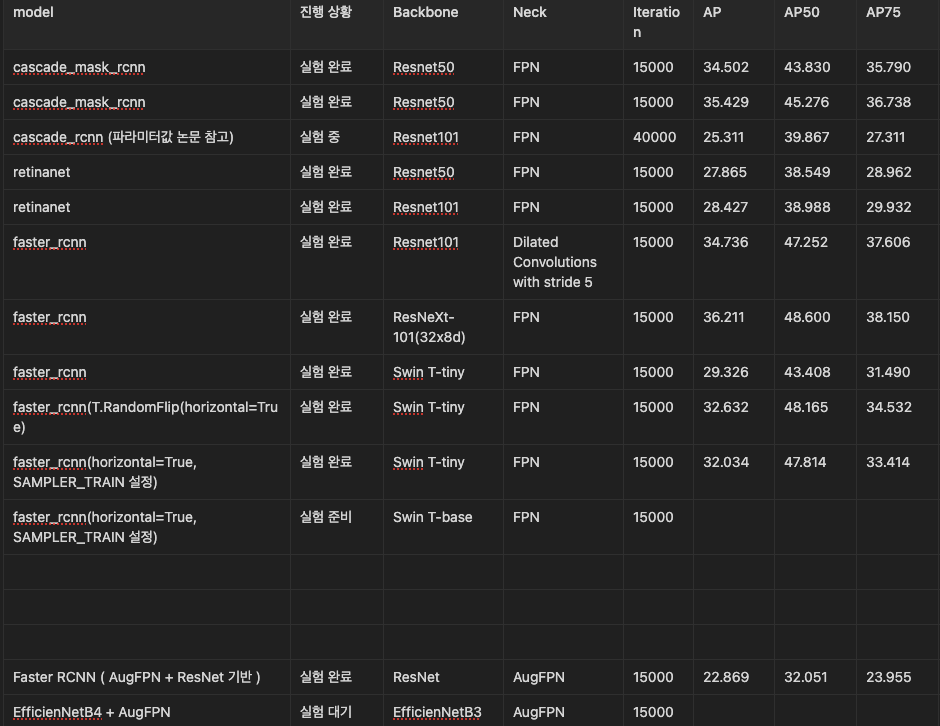 model 진행 상황 Backbone Neck Iteratio AP AP50 AP75
n
cascade_mask_rcnn 실험 완료 Resnet50 FPN 15000 34.502 43.830 35.790
cascade_mask_rcnn 실험 완료 Resnet50 FPN 15000 35.429 45.276 36.738
cascade_rcnn (파라미터값 논문 참고) 실험 중 Resnet101 FPN 40000 25.311 39.867 27.311
retinanet 실험 완료 Resnet50 FPN 15000 27.865 38.549 28.962
retinanet 실험 완료 Resnet101 FPN 15000 28.427 38.988 29.932
faster_rcnn 실험 완료 Resnet101 Dilated 15000 34.736 47.252 37.606
Convolutions
with stride 5
faster_rcnn 실험 완료 ResNeXt- FPN 15000 36.211 48.600 38.150
101(32x8d)
faster_rcnn 실험 완료 Swin T-tiny FPN 15000 29.326 43.408 31.490
faster_rcnn(T.RandomFlip(horizontal=Tru 실험 완료 Swin T-tiny FPN 15000 32.632 48.165 34.532
e)
faster_rcnn(horizontal=True, 실험 완료 Swin T-tiny FPN 15000 32.034 47.814 33.414
SAMPLER_TRAIN 설정)
faster_rcnn(horizontal=True, 실험 준비 Swin T-base FPN 15000
SAMPLER_TRAIN 설정)
Faster RCNN ( AugFPN + ResNet 기반 ) 실험 완료 ResNet AugFPN 15000 22.869 32.051 23.955
EfficienNetB4 + AugFPN 실험 대기 EfficienNetB3 AugFPN 15000